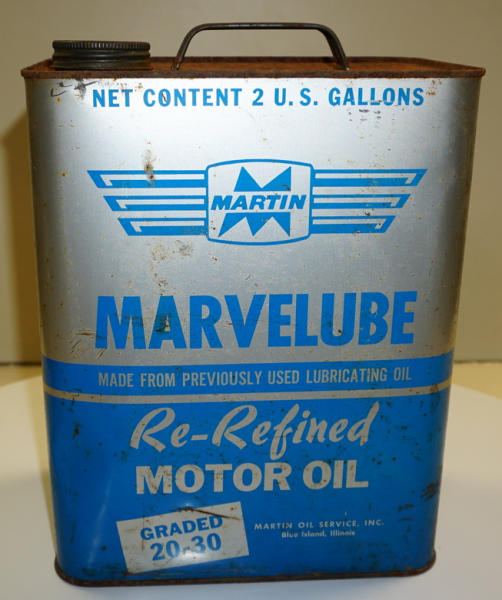 NET CONTENT 2 U.S. GALLONS
MARTIN
MARVELUBE
MADE FROM PREVIOUSLY USED LUBRICATING OIL
Re-Refined
MOTOR OIL
GRADED
20-30
MARTIN OIL SERVICE, INC.
Blue Island, Illinois